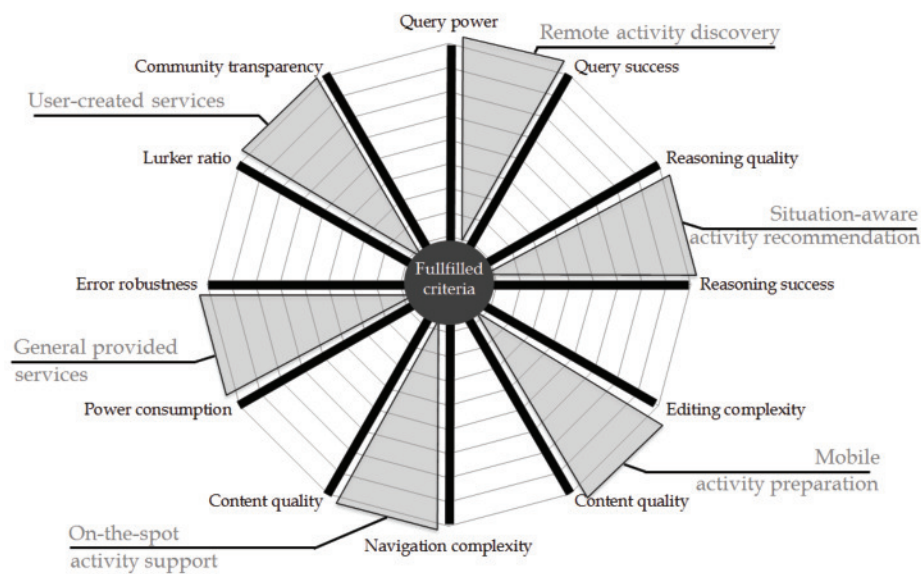 Query power
Remote activity discovery
Community transparency
Query success
User-created services
Lurker ratio
Reasoning quality
Situation-aware
activity recommendation
Fullfilled
criteria
Error robustness
Reasoning success
General provided
services
Power consumption
Editing complexity
Mobile
activity preparation
Content quality
Content quality
On-the-spot
activity support
Navigation complexity